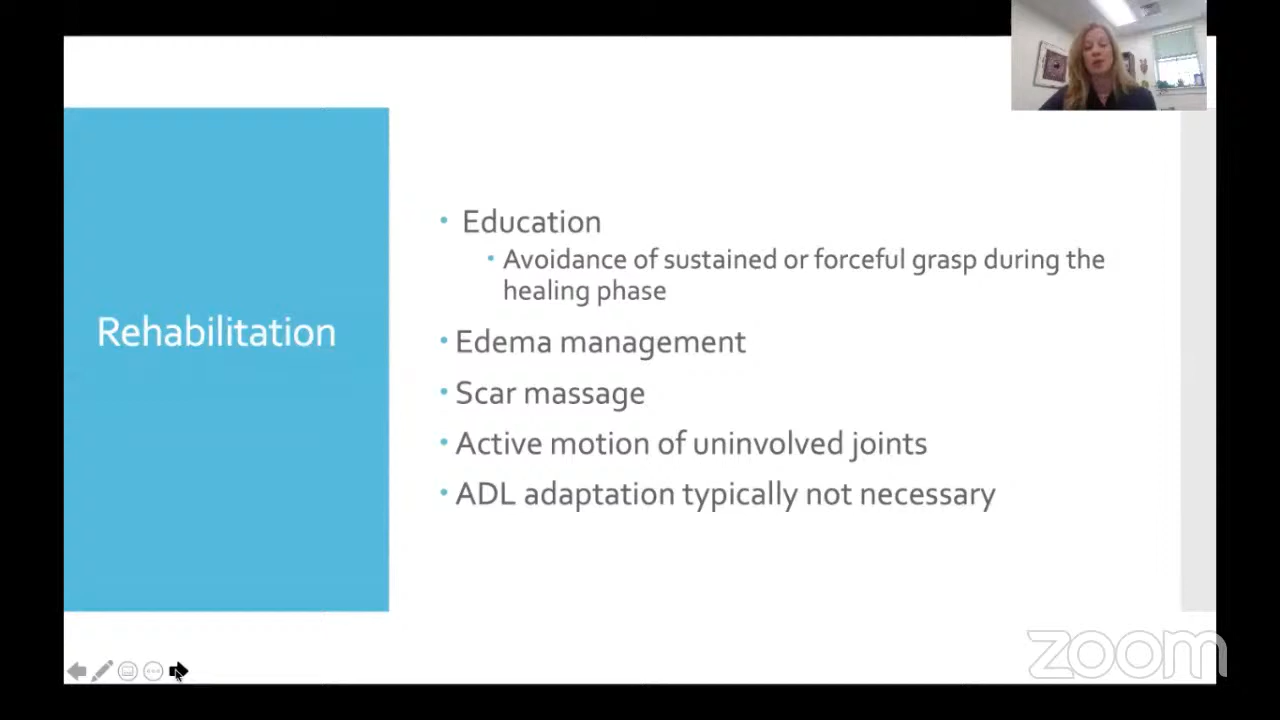 Rehabilitation
• Education
• Avoidance of sustained or forceful grasp during the
healing phase
• Edema management
• Scar massage
• Active motion of uninvolved joints
• ADL adaptation typically not necessary
zoom